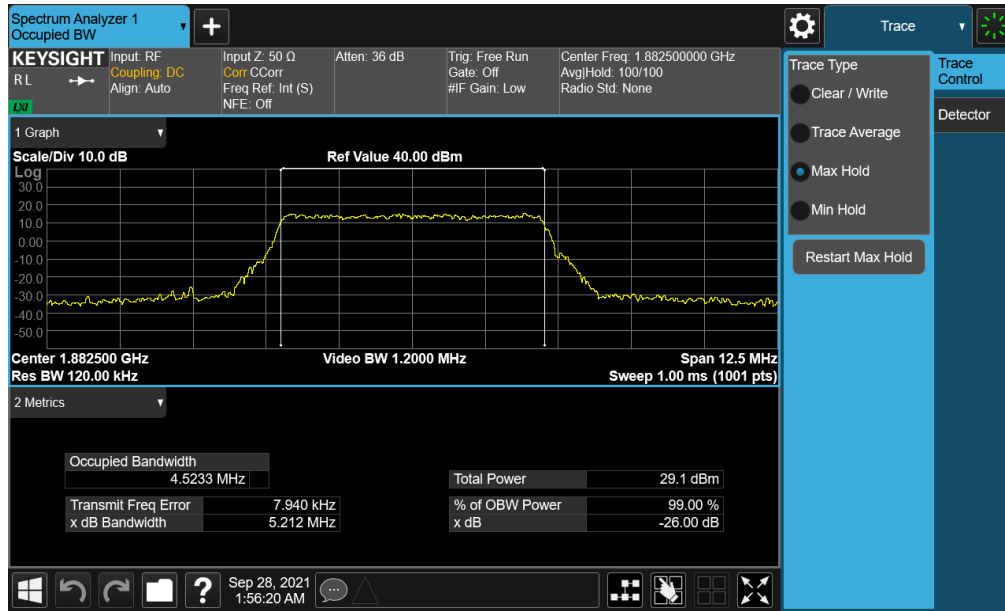 Spectrum Analyzer 1
Occupied BW
+
Trace
KEYSIGHT
R L
LXI
Input: RF
Coupling: DC
Align: Auto
Input Z: 50 Ω
Corr CCorr
Freq Ref: Int (S)
NFE: Off
Atten: 36 dB
Trig: Free Run
Gate: Off
#IF Gain: Low
Center Freq: 1.882500000 GHz
Avg|Hold: 100/100
Radio Std: None
Trace Type
Clear / Write
Trace Average
Max Hold
Min Hold
Restart Max Hold
Trace
Control
Detector
1 Graph
Scale/Div 10.0 dB
Ref Value 40.00 dBm
Log
30.0
20.0
10.0
0.00
-10.0
-20.0
-30.0
-40.0
-50.0
Center 1.882500 GHz
Video BW 1.2000 MHz
Span 12.5 MHz
Res BW 120.00 kHz
Sweep 1.00 ms (1001 pts)
2 Metrics
Occupied Bandwidth
4.5233 MHz
Total Power 29.1 dBm
Transmit Freq Error 7.940 kHz
% of OBW Power 99.00 %
x dB Bandwidth 5.212 MHz
x dB -26.00 dB
?
Sep 28, 2021
1:56:20 AM